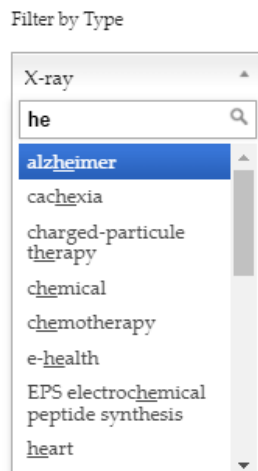 Filter by Type
X-ray
he
alzheimer
cachexia
charged-particule
therapy
chemical
chemotherapy
e-health
EPS electrochemical
peptide synthesis
heart